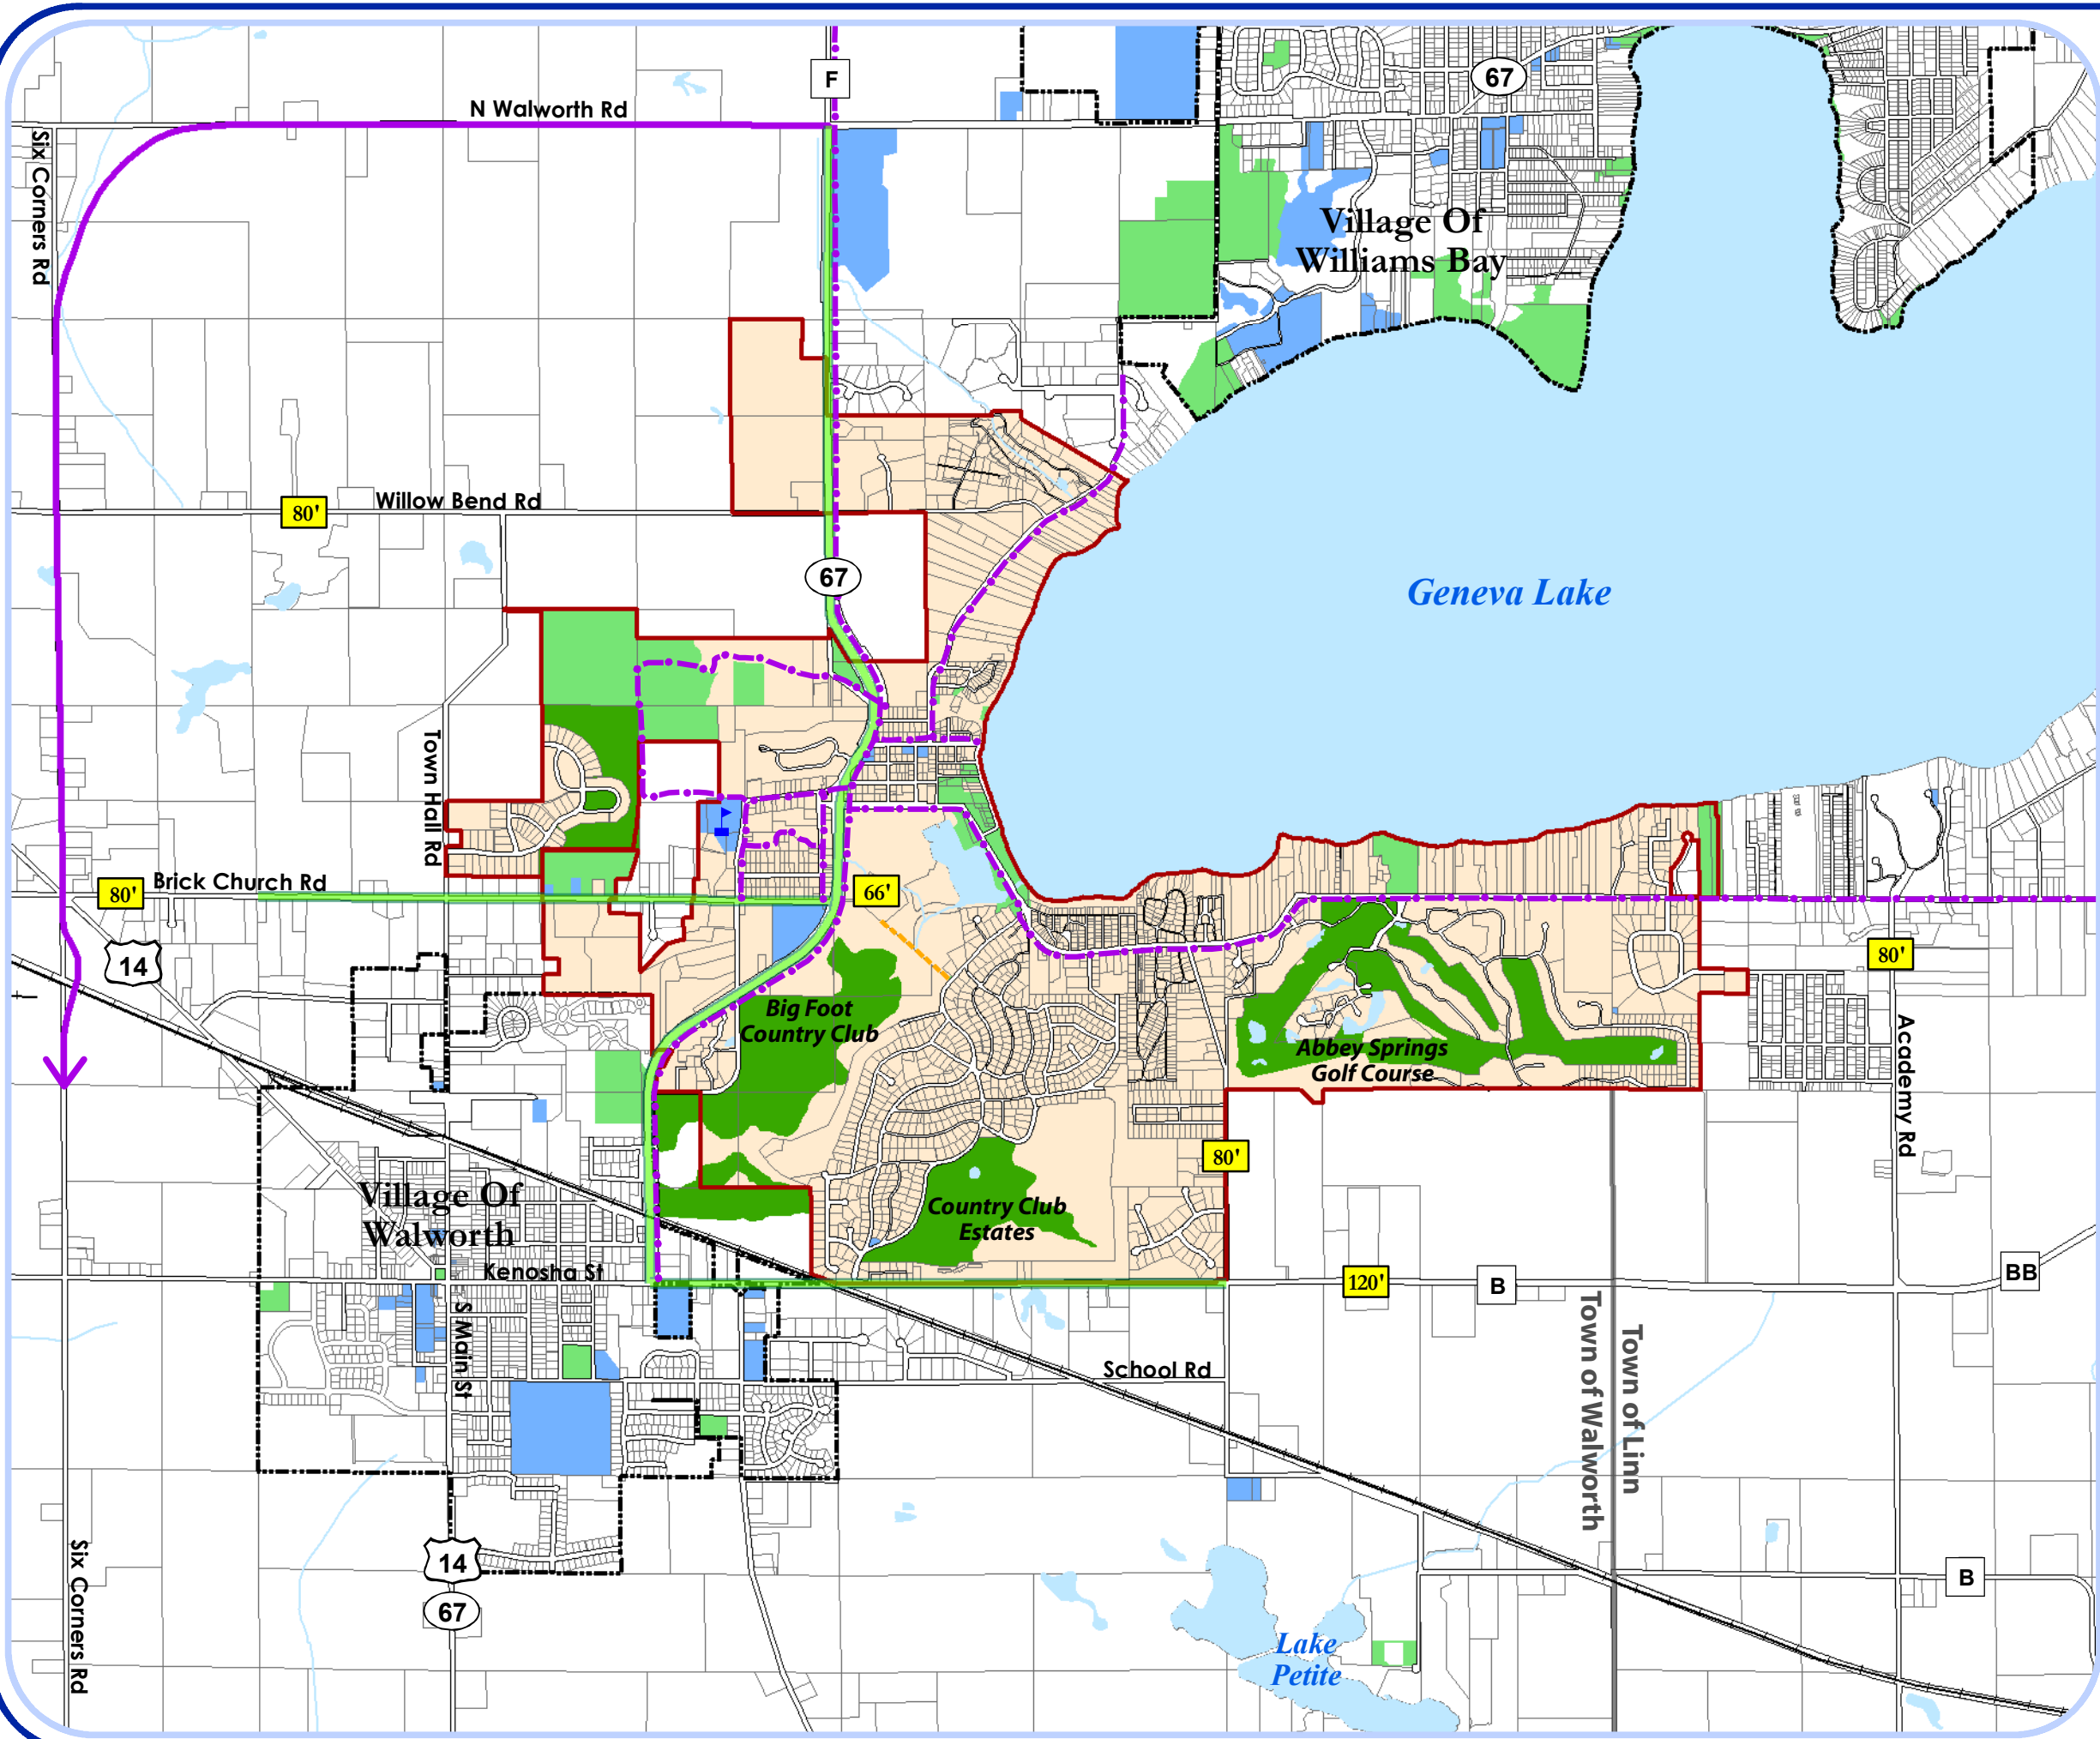 F
67
N Walworth Rd
Six Corners Rd
Village Of
Williams Bay
80'
Willow Bend Rd
67
Geneva Lake
Town Hall Rd
80'
Brick Church Rd
66'
14
80'
Big Foot
Country Club
Abbey Springs
Golf Course
Academy Rd
80'
Village Of
Walworth
Country Club
Estates
Kenosha St
120'
B
BB
S Main St
School Rd
Town of Walworth
Town of Linn
14
67
B
Six Corners Rd
Lake
Petite